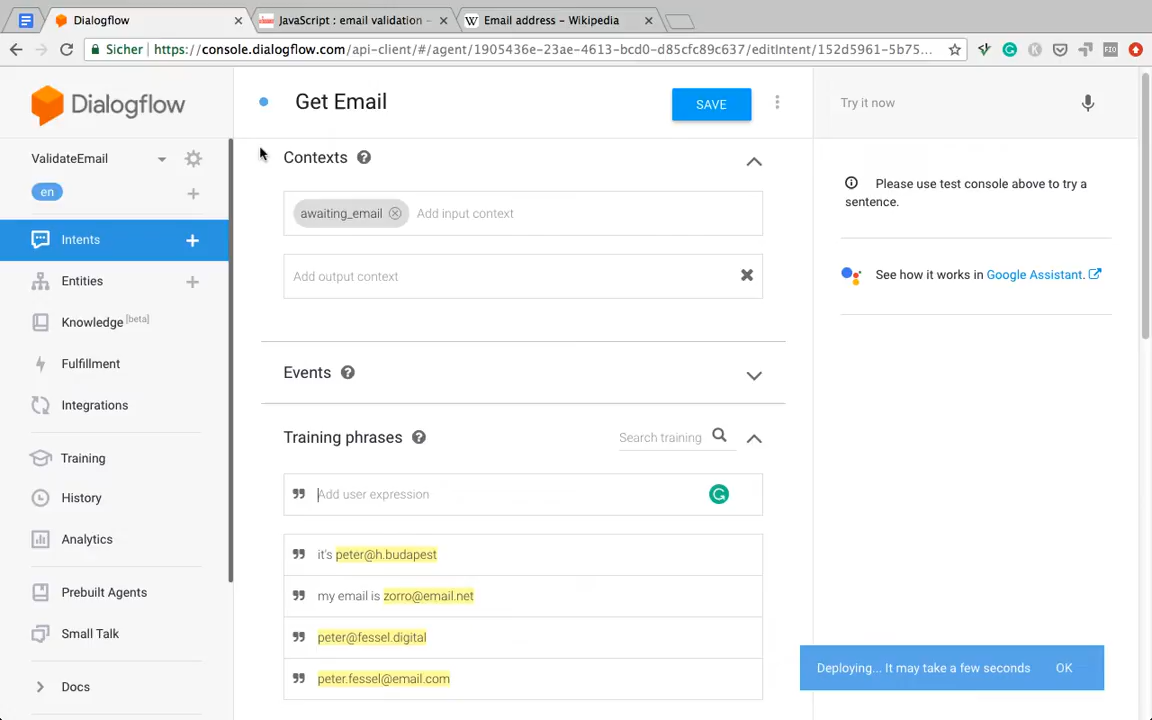 Dialogflow
JavaScript : email validation -
Email address - Wikipedia
Sicher
https://console.dialogflow.com/api-client/#/agent/1905436e-23ae-4613-bcd0-d85cfc89c637/editIntent/152d5961-5b75...
FIO
Dialogflow
ValidateEmail
en
Intents
Entities
Knowledge [beta]
Fulfillment
Integrations
Training
History
Analytics
Prebuilt Agents
Small Talk
Docs
Get Email
SAVE
Contexts
awaiting_email
Add input context
Add output context
Events
Training phrases
Search training
Add user expression
it's peter@h.budapest
my email is zorro@email.net
peter@fessel.digital
peter.fessel@email.com
Try it now
Please use test console above to try a
sentence.
See how it works in Google Assistant.
Deploying... It may take a few seconds
OK